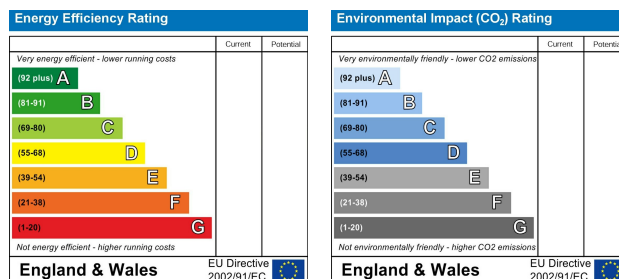 Energy Efficiency Rating
Current Potential
Very energy efficient - lower running costs
(92 plus) A
(81-91) B
(69-80) C
(55-68) D
(39-54) E
(21-38) F
(1-20) G
Not energy efficient - higher running costs
England & Wales
EU Directive
2002/91/EC
Environmental Impact (CO₂) Rating
Current Potential
Very environmentally friendly - lower CO2 emissions
(92 plus) A
(81-91) B
(69-80) C
(55-68) D
(39-54) E
(21-38) F
(1-20) G
Not environmentally friendly - higher CO2 emissions
England & Wales
EU Directive
2002/91/EC